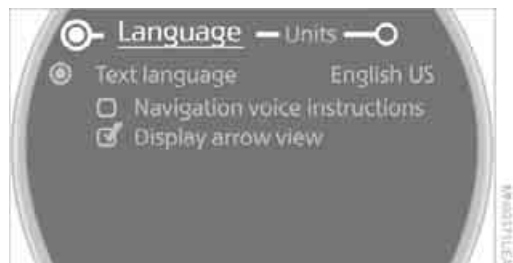 Language Units
Text language English US
Navigation voice instructions
Display arrow view